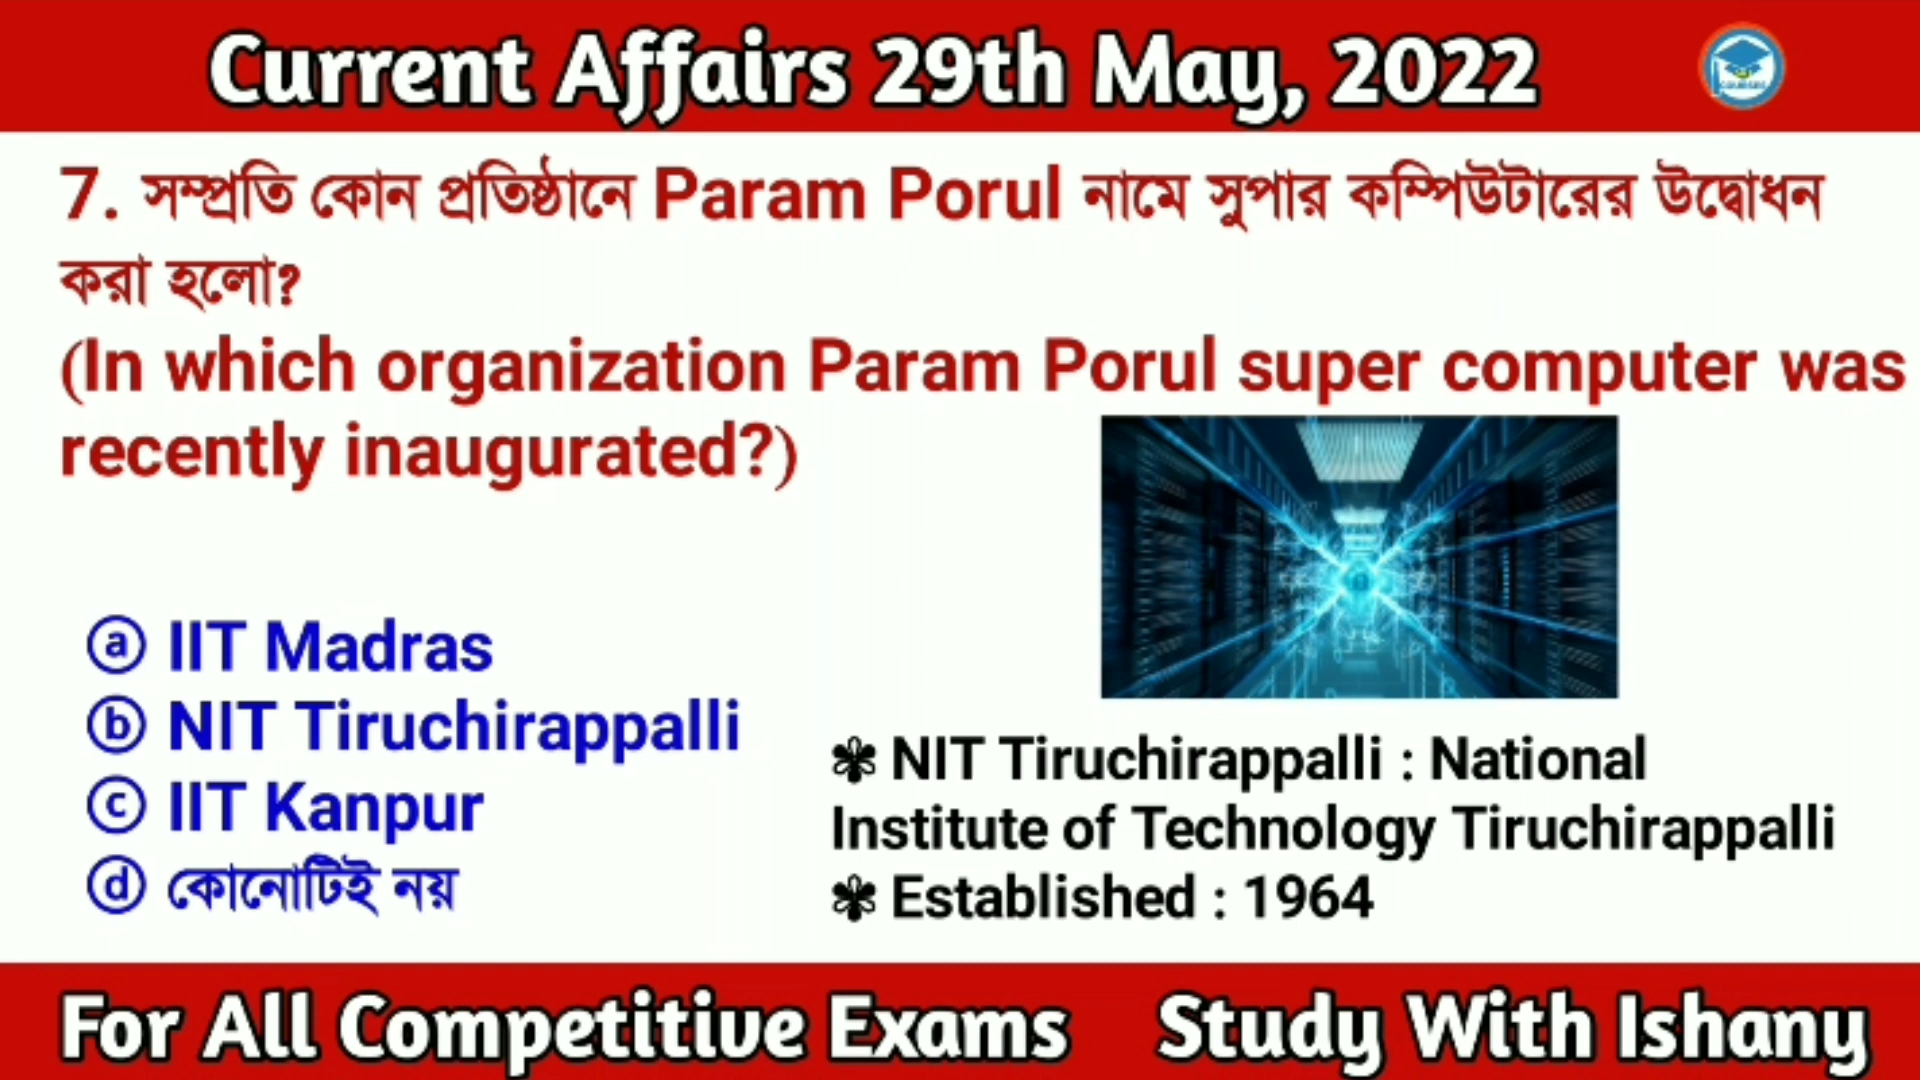 Current Affairs 29th May, 2022
7. সম্প্রতি কোন প্রতিষ্ঠানে Param Porul নামে সুপার কম্পিউটারের উদ্বোধন
করা হলো?
(In which organization Param Porul super computer was
recently inaugurated?)
ⓐ IIT Madras
ⓑ NIT Tiruchirappalli
ⓒ IIT Kanpur
ⓓ কোনোটিই নয়
✾ NIT Tiruchirappalli : National
Institute of Technology Tiruchirappalli
✾ Established : 1964
For All Competitive Exams Study With Ishany